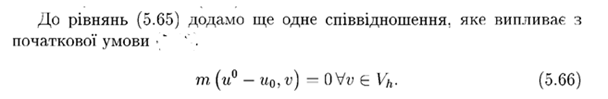 До рівнянь (5.65) додамо ще одне співвідношення, яке випливає з
початкової умови
m (u⁰ − u₀, v) = 0 ∀v ∈ Vₕ. (5.66)